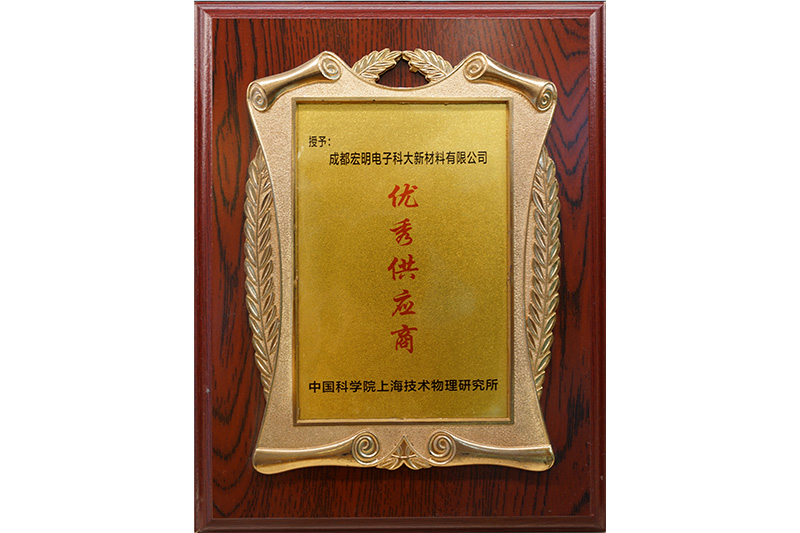 授予：
成都宏明电子科大新材料有限公司
优秀供应商
中国科学院上海技术物理研究所